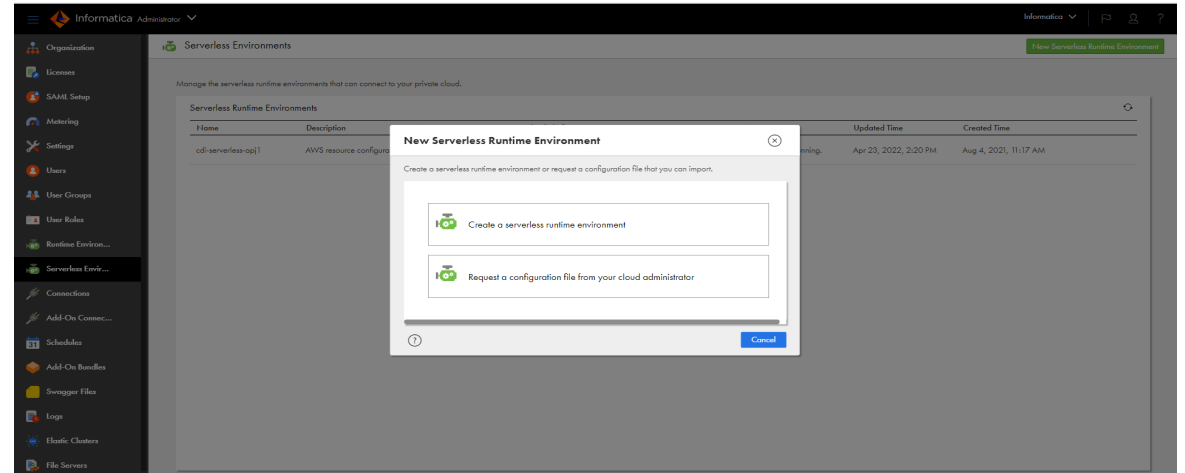 Informatica Administrator
Informatica
?
Organization
Licenses
SAML Setup
Metering
Settings
Users
User Groups
User Roles
Runtime Environ...
Serverless Envir...
Connections
Add-On Connec...
31 Schedules
Add-On Bundles
Swagger Files
Logs
Elastic Clusters
File Servers
Serverless Environments
New Serverless Runtime Environment
Manage the serverless runtime environments that can connect to your private cloud.
Serverless Runtime Environments
Name Description Updated Time Created Time
cdi-serverless-opj1 AWS resource configura nning. Apr 23, 2022, 2:20 PM Aug 4, 2021, 11:17 AM
New Serverless Runtime Environment
Create a serverless runtime environment or request a configuration file that you can import.
Create a serverless runtime environment
Request a configuration file from your cloud administrator
?
Cancel